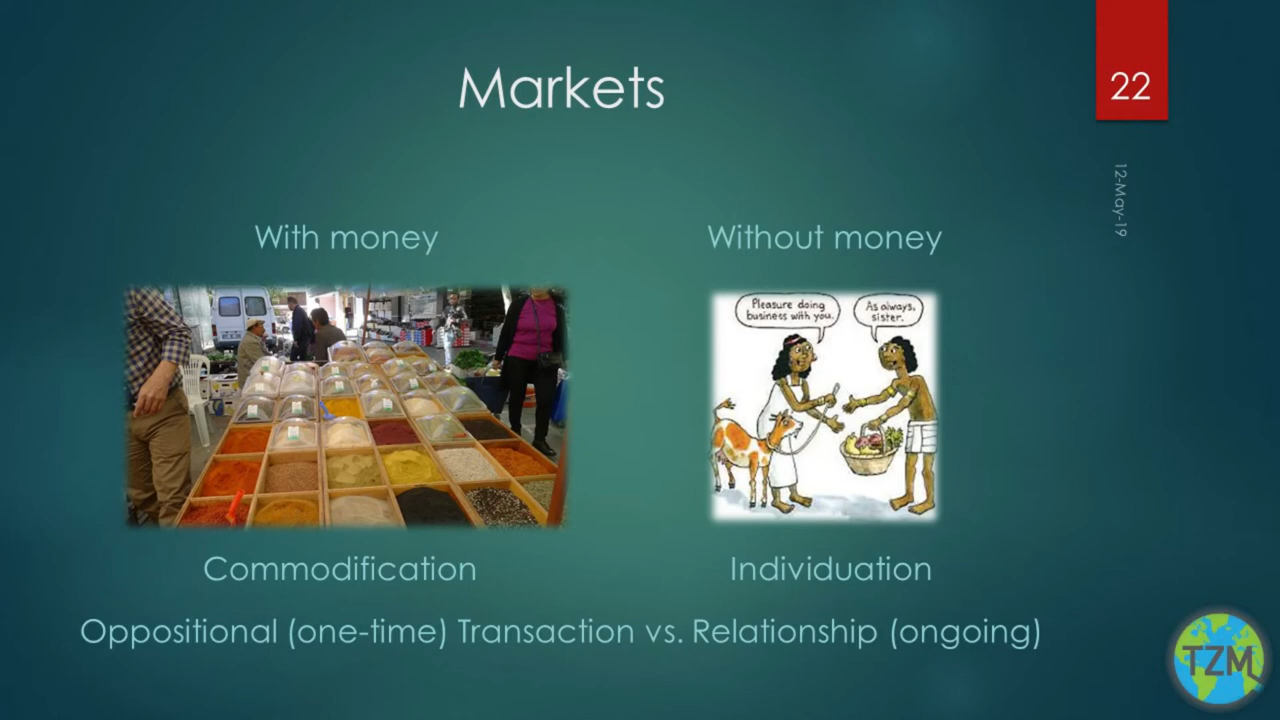 Markets
22
12-May-19
With money
Without money
Pleasure doing
business with you.
As always,
sister.
Commodification
Individuation
Oppositional (one-time) Transaction vs. Relationship (ongoing)
TZM